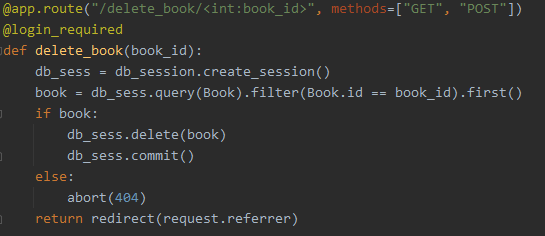 @app.route("/delete_book/<int:book_id>", methods=["GET", "POST"])
@login_required
def delete_book(book_id):
    db_sess = db_session.create_session()
    book = db_sess.query(Book).filter(Book.id == book_id).first()
    if book:
        db_sess.delete(book)
        db_sess.commit()
    else:
        abort(404)
    return redirect(request.referrer)